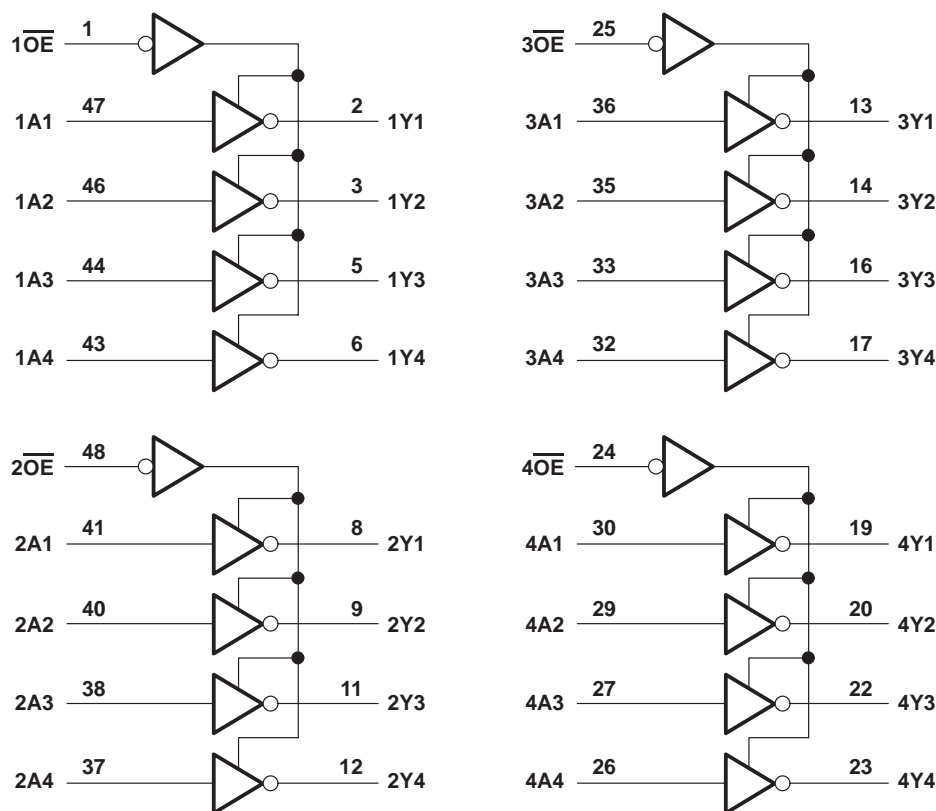 1OE 1
1A1 47 2 1Y1
1A2 46 3 1Y2
1A3 44 5 1Y3
1A4 43 6 1Y4
3OE 25
3A1 36 13 3Y1
3A2 35 14 3Y2
3A3 33 16 3Y3
3A4 32 17 3Y4
2OE 48
2A1 41 8 2Y1
2A2 40 9 2Y2
2A3 38 11 2Y3
2A4 37 12 2Y4
4OE 24
4A1 30 19 4Y1
4A2 29 20 4Y2
4A3 27 22 4Y3
4A4 26 23 4Y4